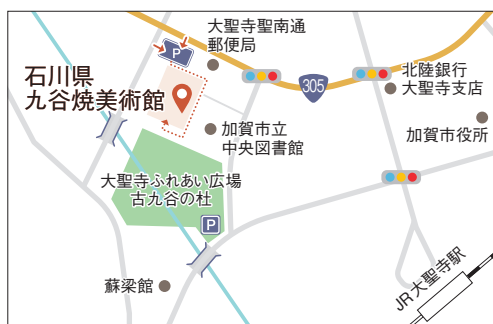 大聖寺聖南通
郵便局
P
石川県
九谷焼美術館
305
北陸銀行
大聖寺支店
加賀市立
中央図書館
加賀市役所
大聖寺ふれあい広場
古九谷の杜
P
蘇梁館
JR大聖寺駅